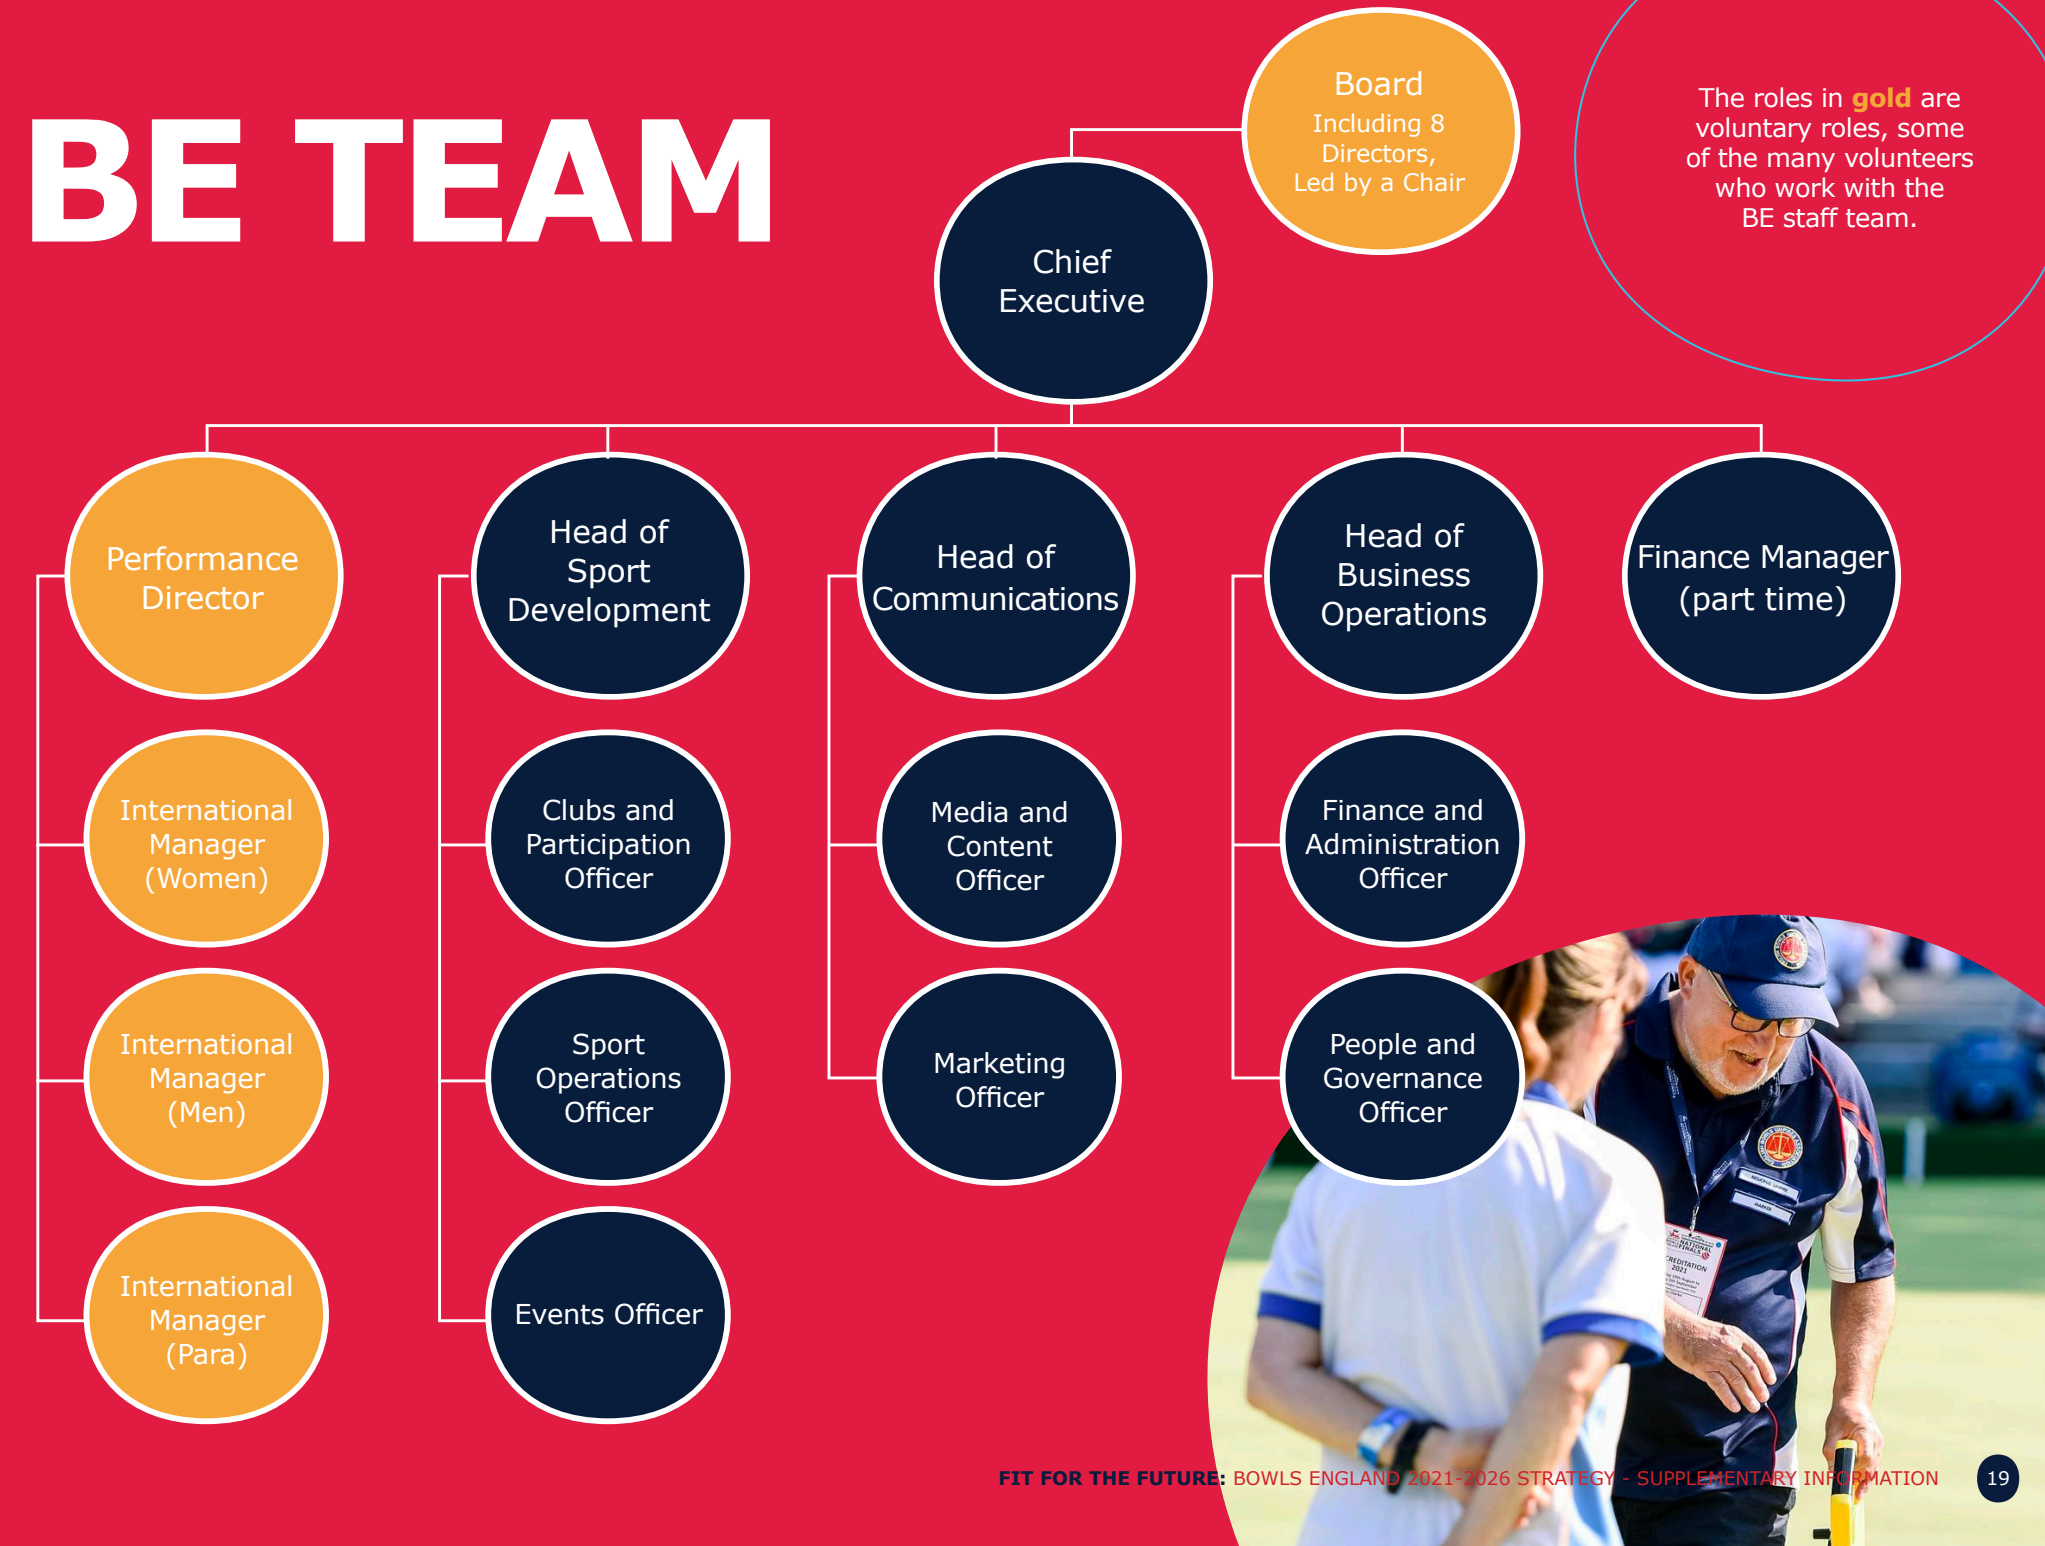 BE TEAM
Board
Including 8
Directors,
Led by a Chair
The roles in gold are
voluntary roles, some
of the many volunteers
who work with the
BE staff team.
Chief
Executive
Performance
Director
Head of
Sport
Development
Head of
Communications
Head of
Business
Operations
Finance Manager
(part time)
International
Manager
(Women)
Clubs and
Participation
Officer
Media and
Content
Officer
Finance and
Administration
Officer
International
Manager
(Men)
Sport
Operations
Officer
Marketing
Officer
People and
Governance
Officer
International
Manager
(Para)
Events Officer
MARKER
NATIONAL
FINALS
2021
FIT FOR THE FUTURE: BOWLS ENGLAND 2021-2026 STRATEGY - SUPPLEMENTARY INFORMATION
19